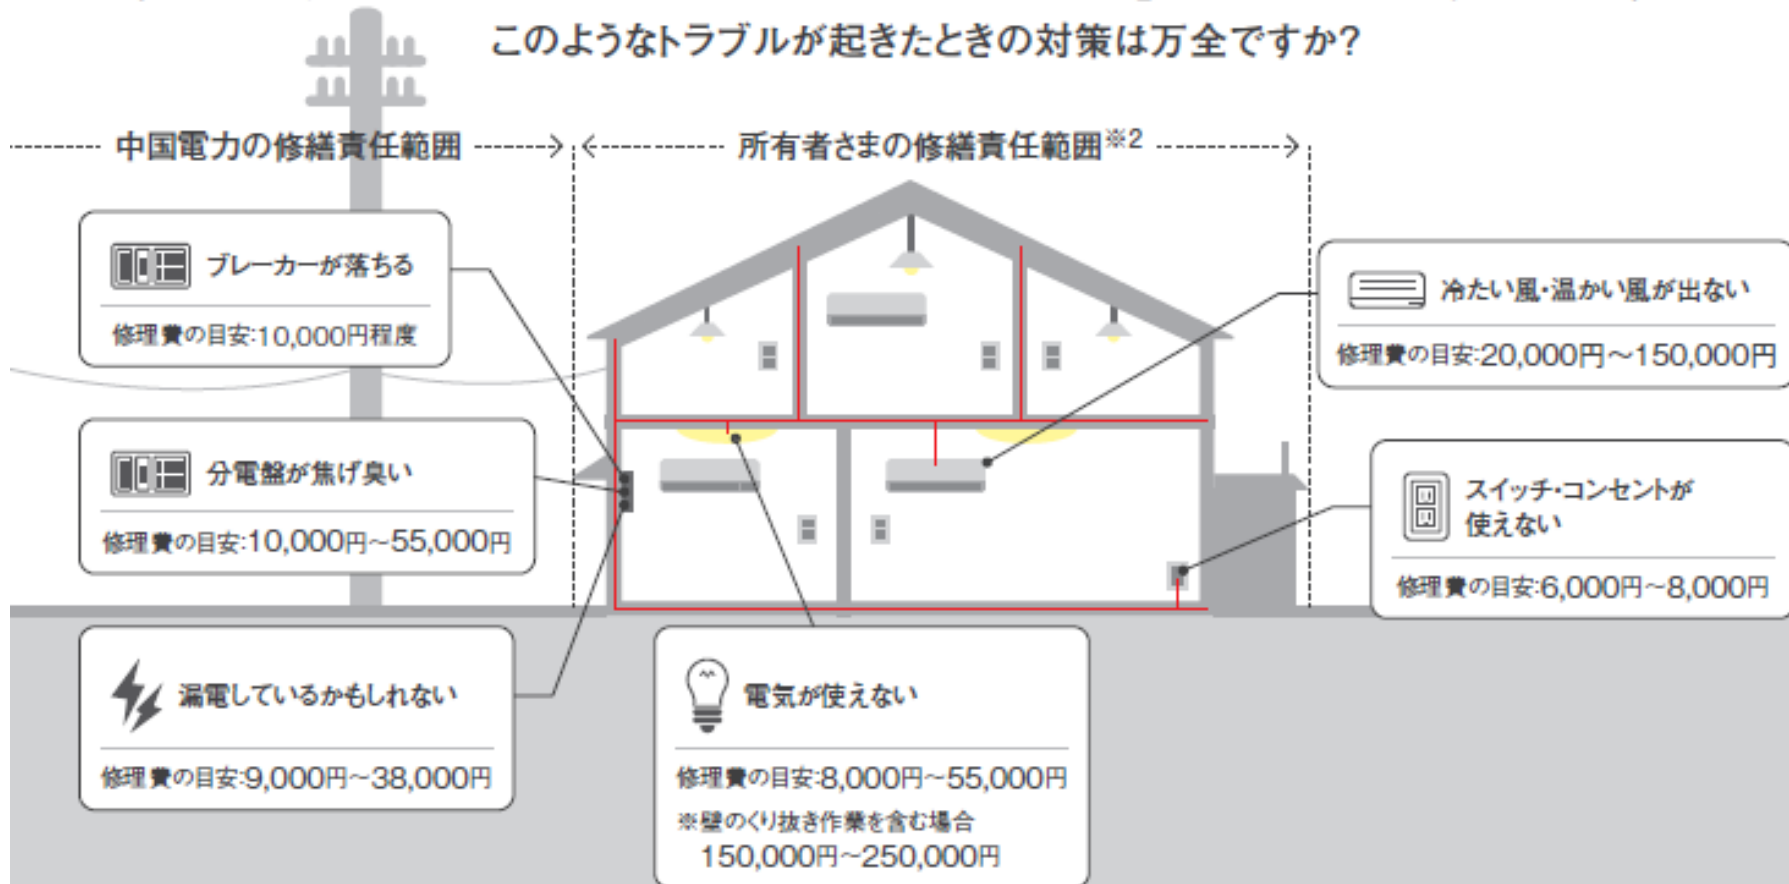 このようなトラブルが起きたときの対策は万全ですか?
中国電力の修繕責任範囲
所有者さまの修繕責任範囲※2
ブレーカーが落ちる
修理費の目安:10,000円程度
冷たい風・温かい風が出ない
修理費の目安:20,000円～150,000円
分電盤が焦げ臭い
修理費の目安:10,000円～55,000円
スイッチ・コンセントが
使えない
修理費の目安:6,000円～8,000円
漏電しているかもしれない
修理費の目安:9,000円～38,000円
電気が使えない
修理費の目安:8,000円～55,000円
※壁のくり抜き作業を含む場合
150,000円～250,000円